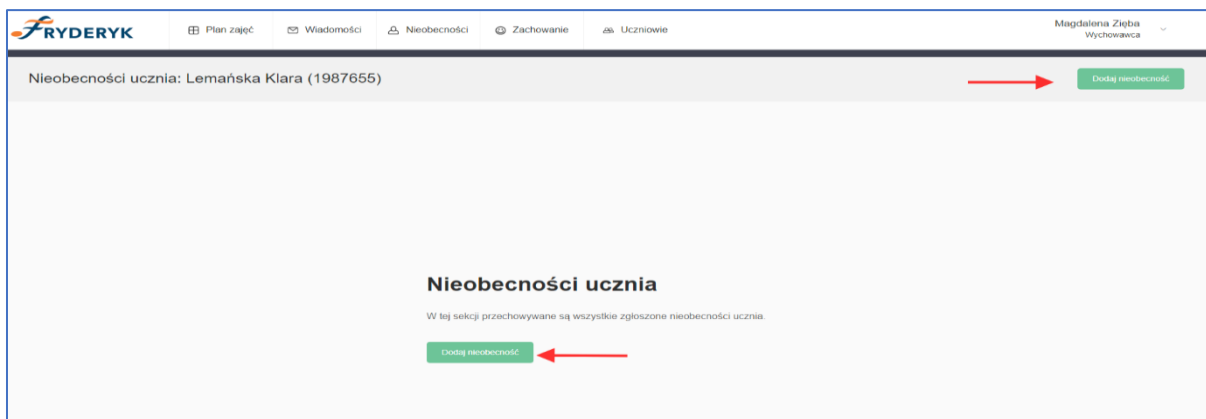 FRYDERYK
Plan zajęć
Wiadomości
Nieobecności
Zachowanie
Uczniowie
Magdalena Zięba
Wychowawca
Nieobecności ucznia: Lemańska Klara (1987655)
Dodaj nieobecność
Nieobecności ucznia
W tej sekcji przechowywane są wszystkie zgłoszone nieobecności ucznia.
Dodaj nieobecność